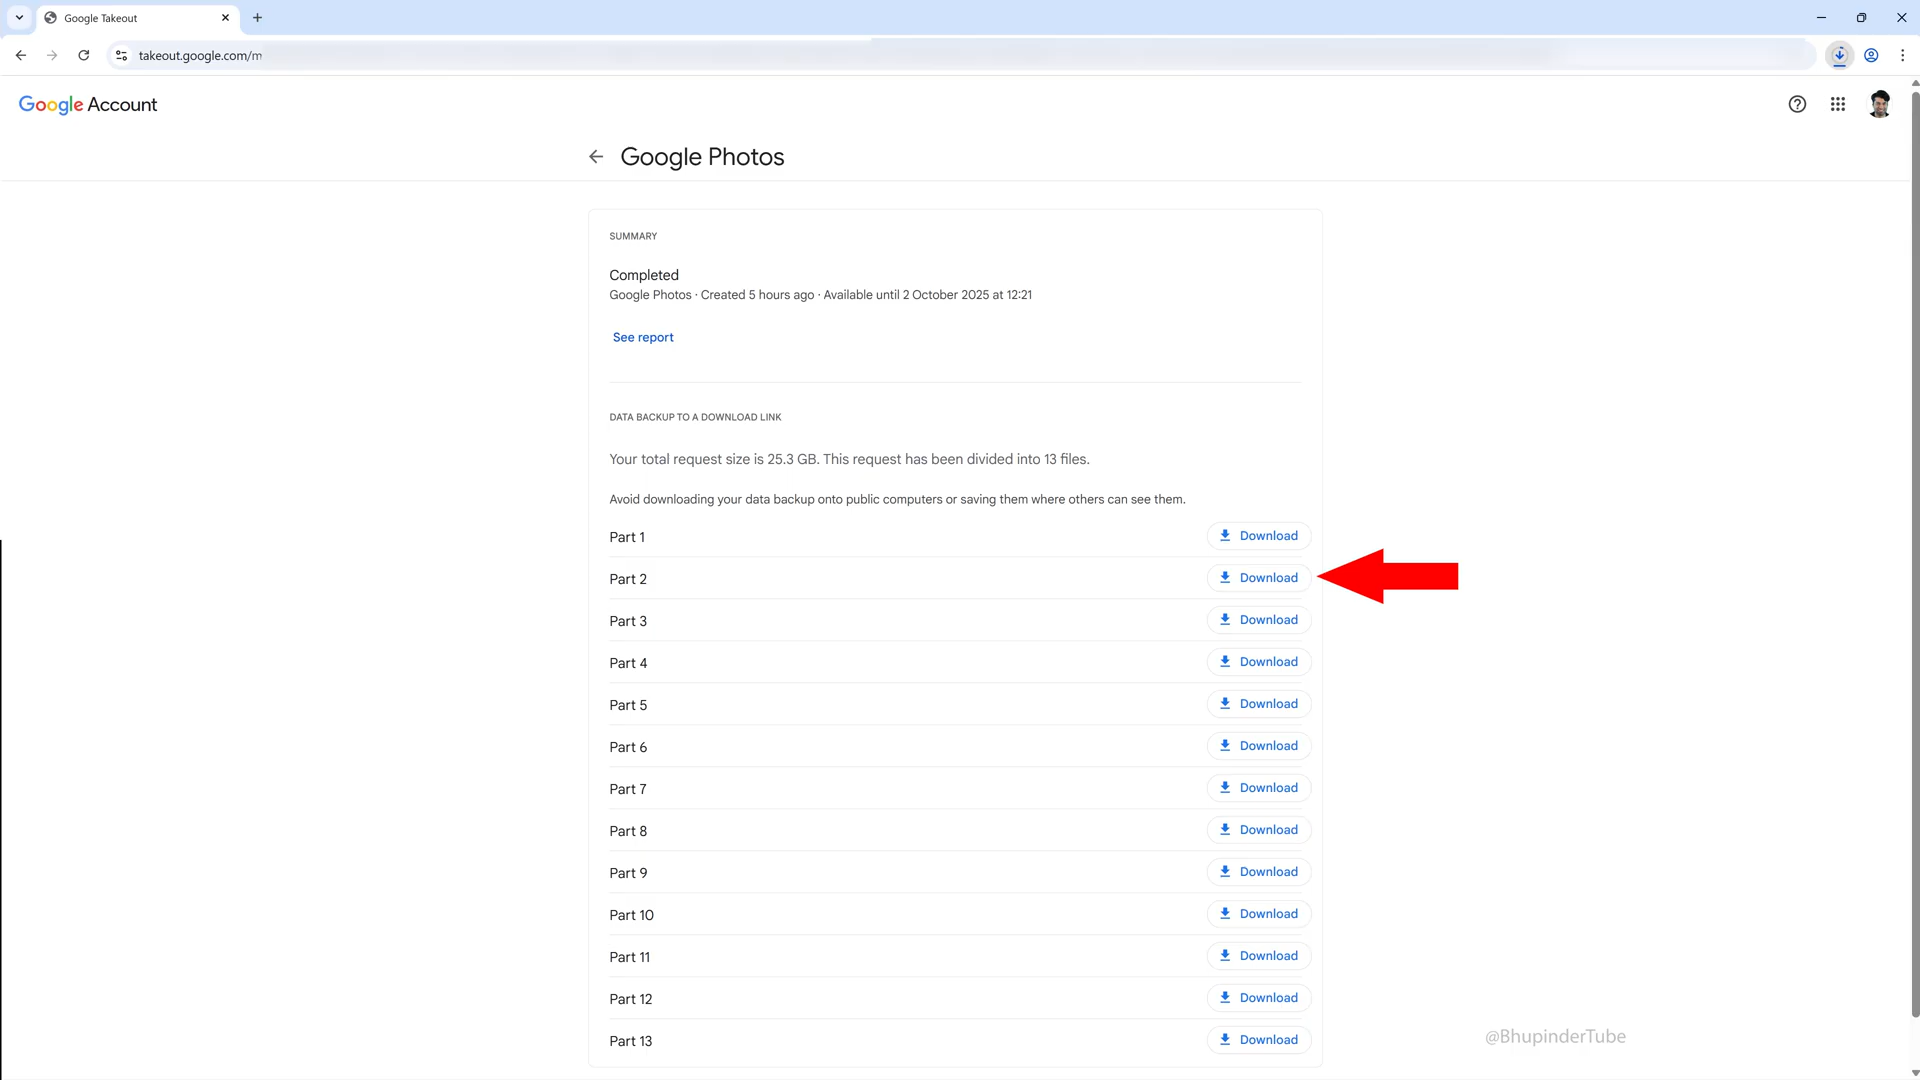 Google Takeout
takeout.google.com/m
Google Account
Google Photos
SUMMARY
Completed
Google Photos · Created 5 hours ago · Available until 2 October 2025 at 12:21
See report
DATA BACKUP TO A DOWNLOAD LINK
Your total request size is 25.3 GB. This request has been divided into 13 files.
Avoid downloading your data backup onto public computers or saving them where others can see them.
Part 1 Download
Part 2 Download
Part 3 Download
Part 4 Download
Part 5 Download
Part 6 Download
Part 7 Download
Part 8 Download
Part 9 Download
Part 10 Download
Part 11 Download
Part 12 Download
Part 13 Download
@BhupinderTube